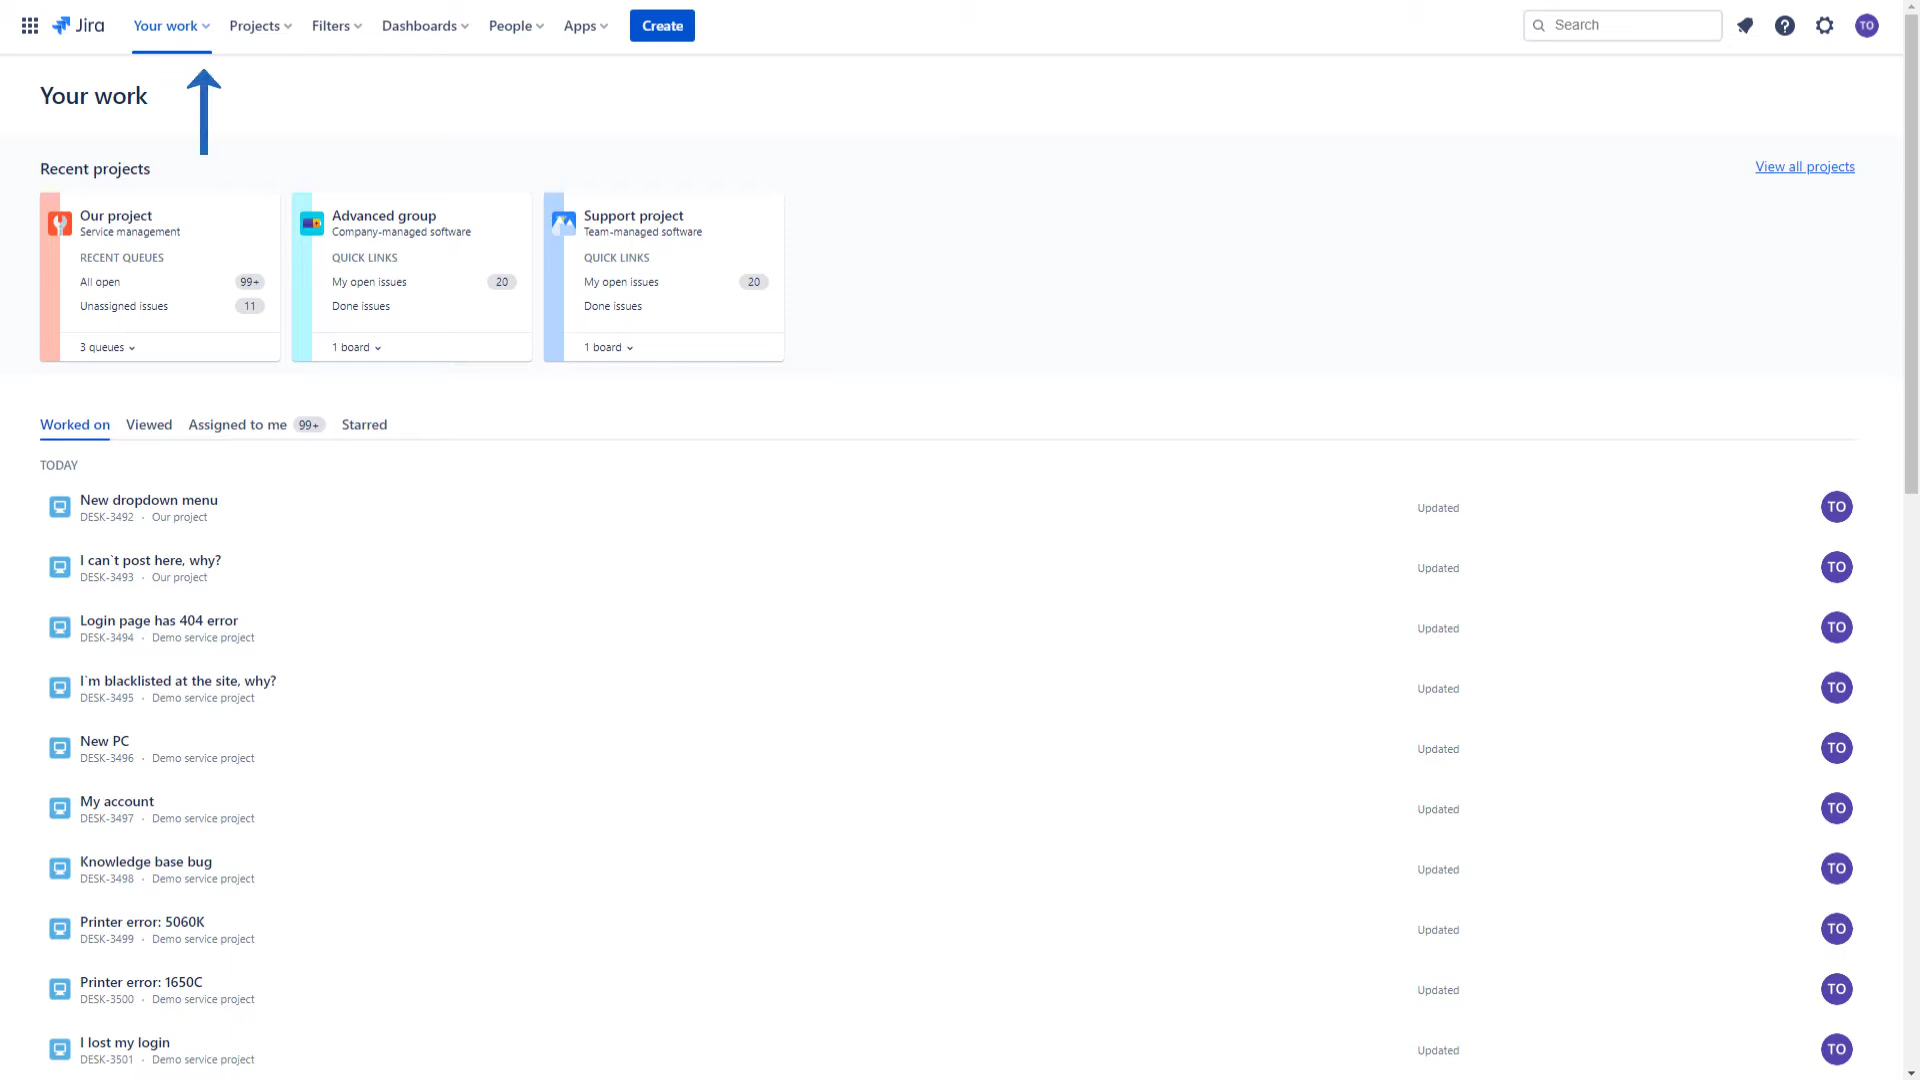 Jira Your work Projects Filters Dashboards People Apps Create Search TO
Your work
Recent projects View all projects
Our project
Service management
RECENT QUEUES
All open 99+
Unassigned issues 11
3 queues
Advanced group
Company-managed software
QUICK LINKS
My open issues 20
Done issues
1 board
Support project
Team-managed software
QUICK LINKS
My open issues 20
Done issues
1 board
Worked on Viewed Assigned to me 99+ Starred
TODAY
New dropdown menu
DESK-3492 · Our project Updated TO
I can`t post here, why?
DESK-3493 · Our project Updated TO
Login page has 404 error
DESK-3494 · Demo service project Updated TO
I`m blacklisted at the site, why?
DESK-3495 · Demo service project Updated TO
New PC
DESK-3496 · Demo service project Updated TO
My account
DESK-3497 · Demo service project Updated TO
Knowledge base bug
DESK-3498 · Demo service project Updated TO
Printer error: 5060K
DESK-3499 · Demo service project Updated TO
Printer error: 1650C
DESK-3500 · Demo service project Updated TO
I lost my login
DESK-3501 · Demo service project Updated TO